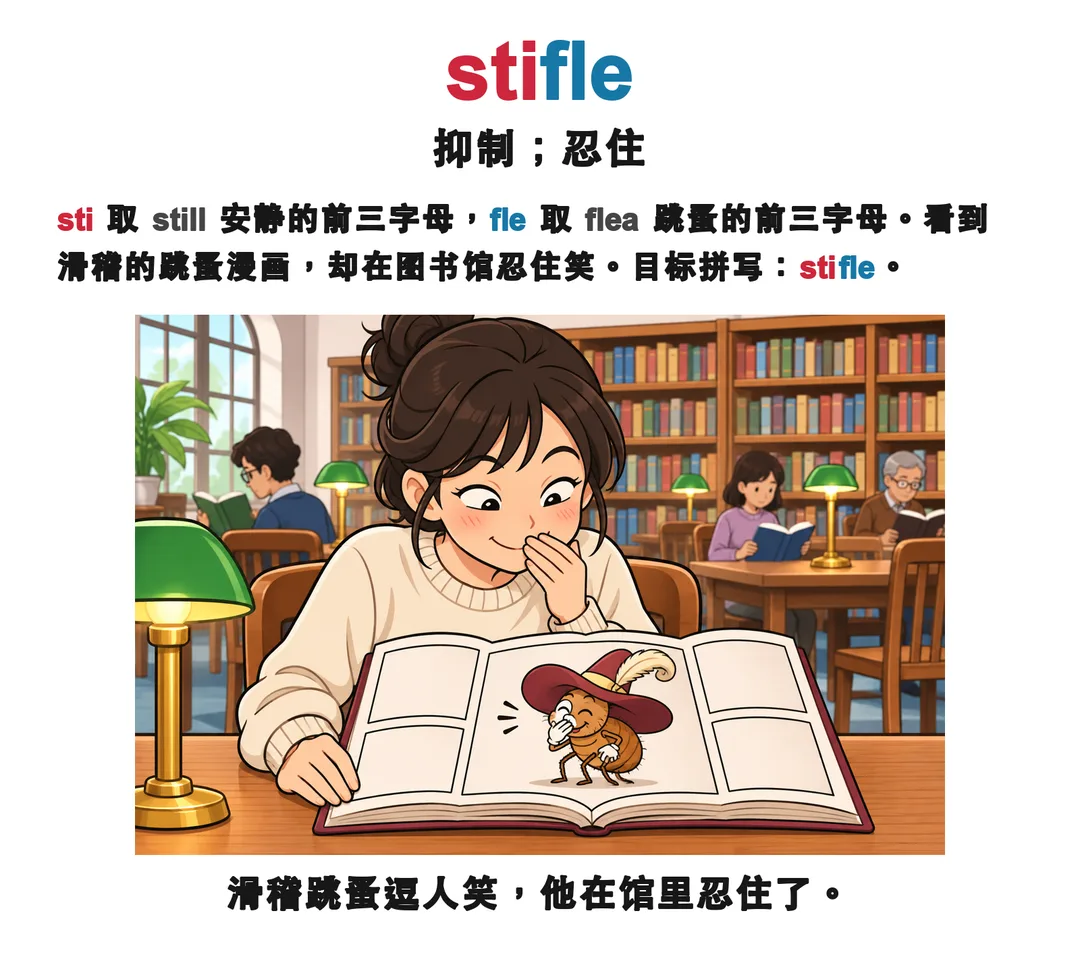 stifle
抑制；忍住
sti 取 still 安静的前三字母，fle 取 flea 跳蚤的前三字母。看到
滑稽的跳蚤漫画，却在图书馆忍住笑。目标拼写：stifle。
滑稽跳蚤逗人笑，他在馆里忍住了。